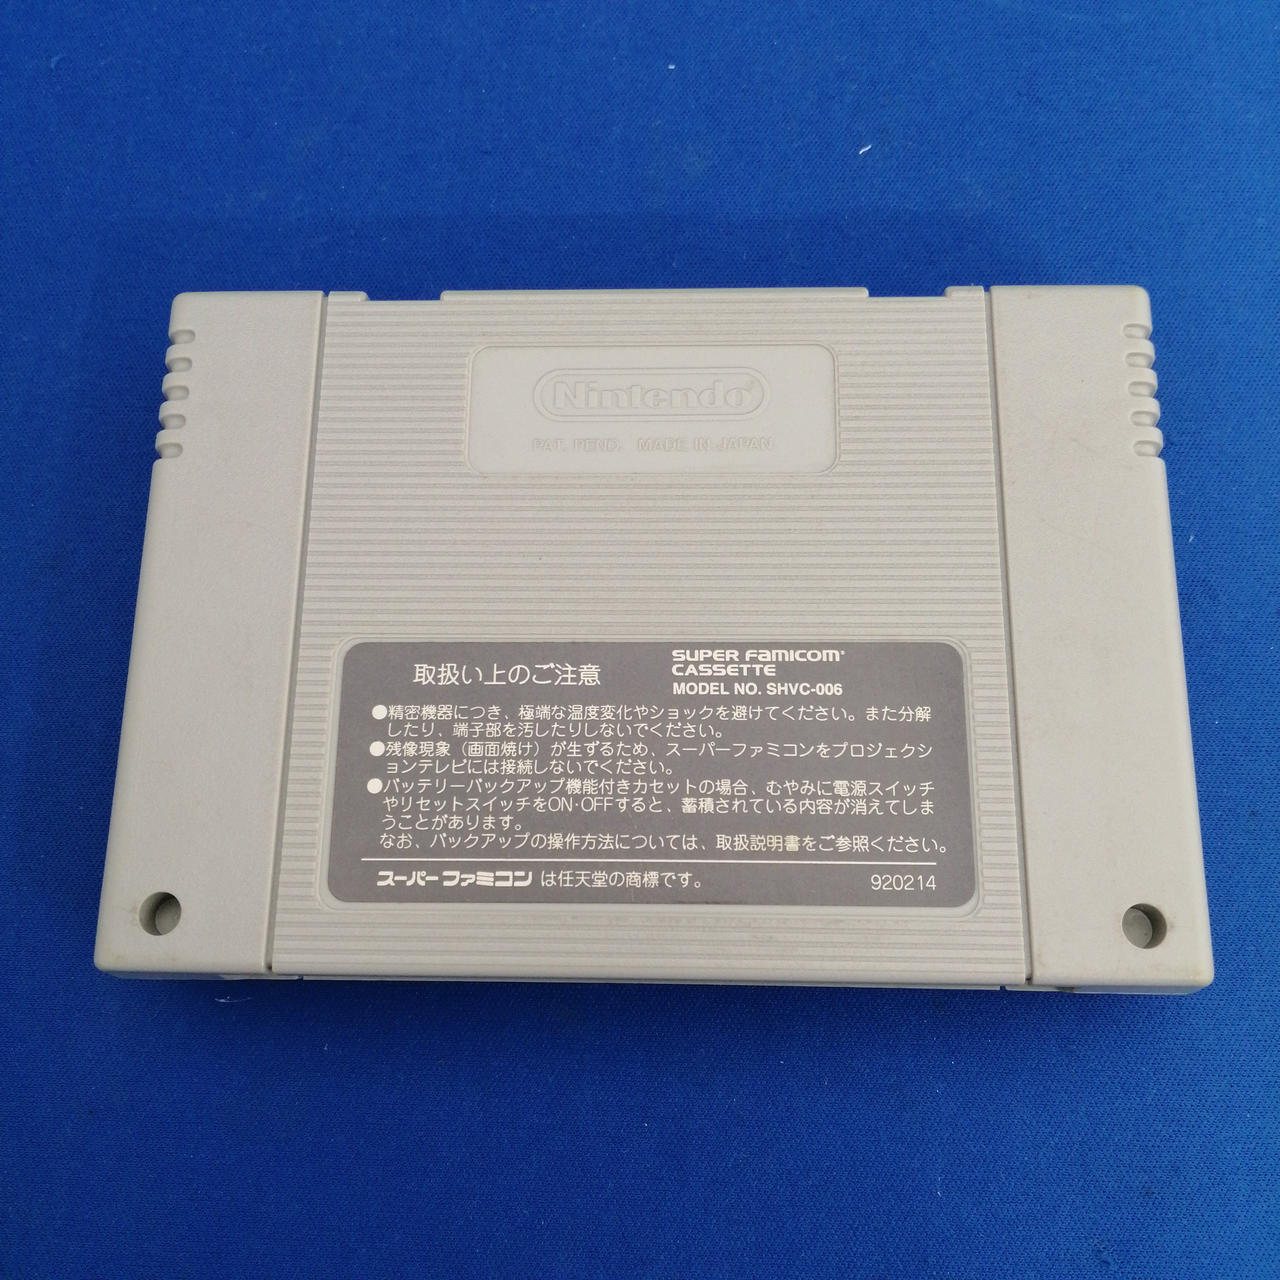 Nintendo®
PAT. PEND. MADE IN JAPAN
取扱い上のご注意
SUPER FAMICOM®
CASSETTE
MODEL NO. SHVC-006
●精密機器につき、極端な温度変化やショックを避けてください。また分解
したり、端子部を汚したりしないでください。
●残像現象（画面焼け）が生ずるため、スーパーファミコンをプロジェクシ
ョンテレビには接続しないでください。
●バッテリーバックアップ機能付きカセットの場合、むやみに電源スイッチ
やリセットスイッチをON・OFFすると、蓄積されている内容が消えてしま
うことがあります。
なお、バックアップの操作方法については、取扱説明書をご参照ください。
スーパーファミコン は任天堂の商標です。
920214